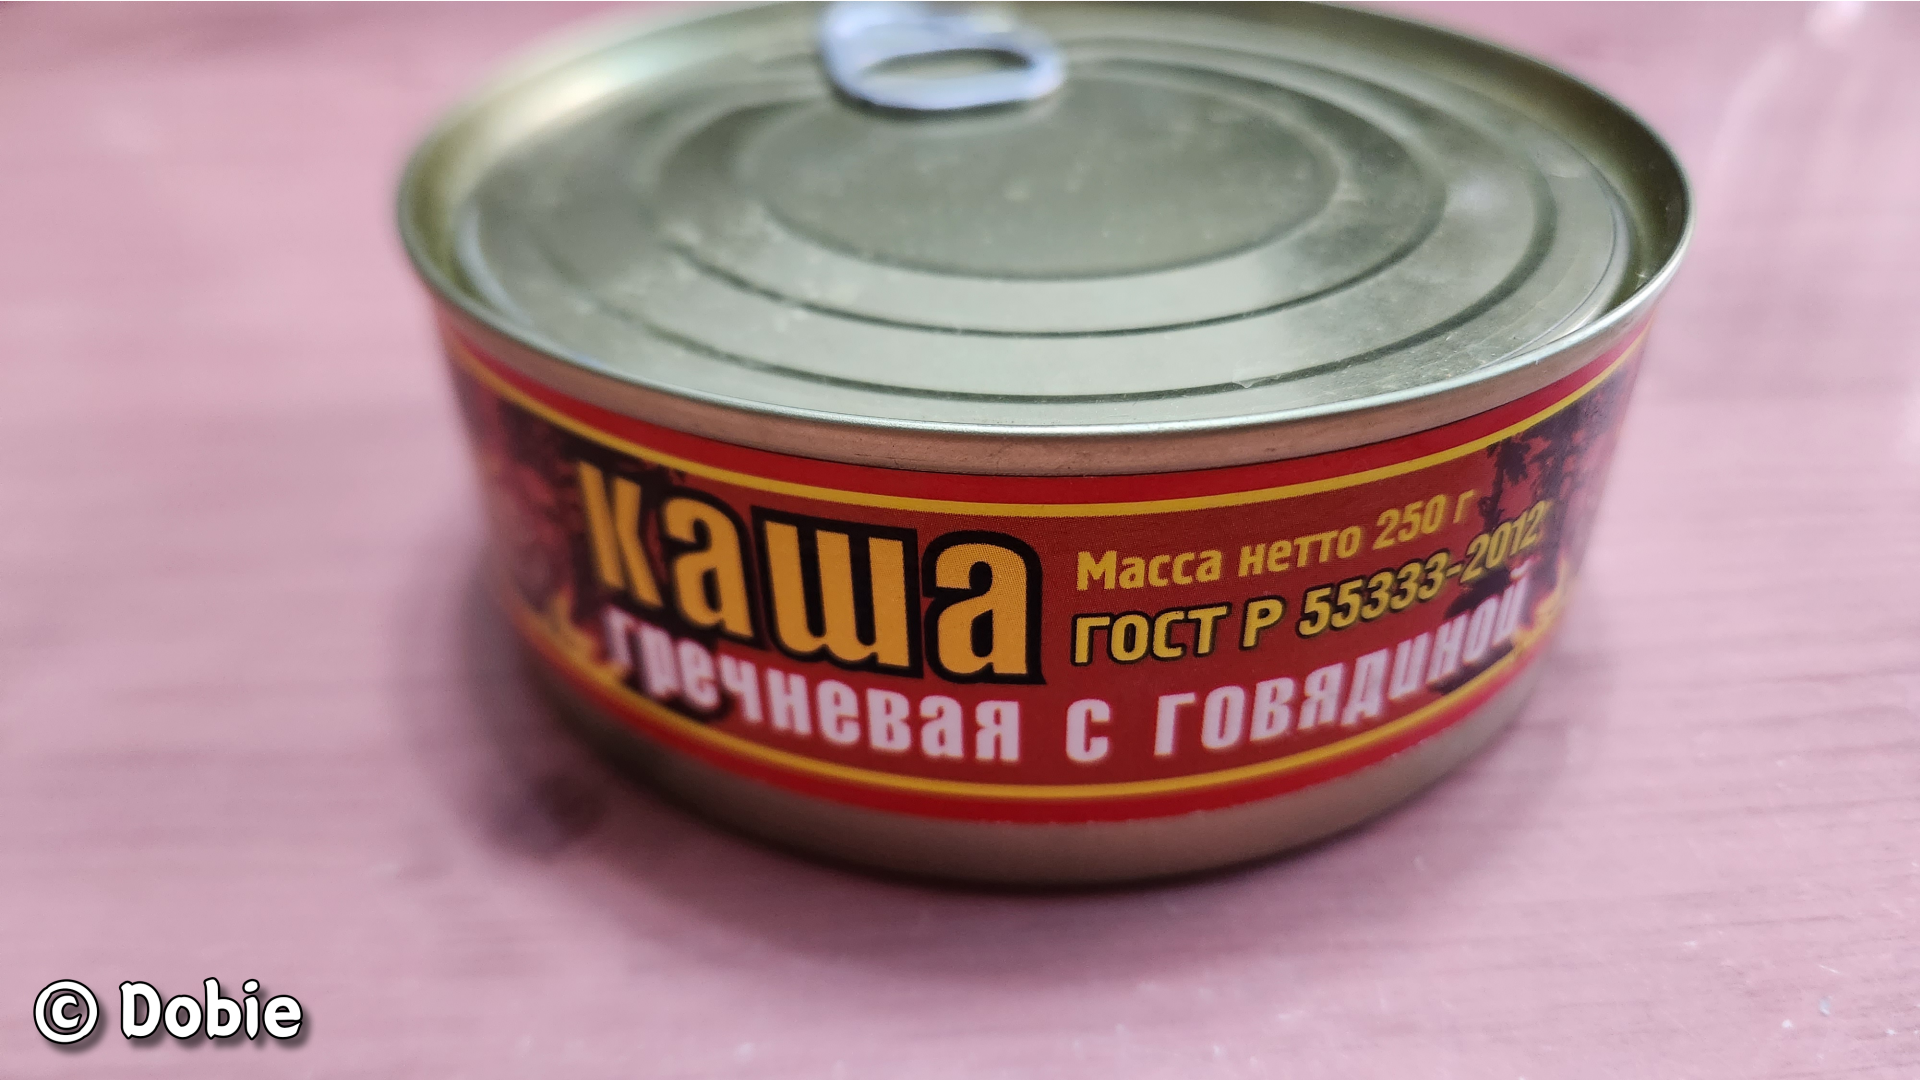 каша
Масса нетто 250 г
ГОСТ Р 55333-2012
гречневая с говядиной
© Dobie